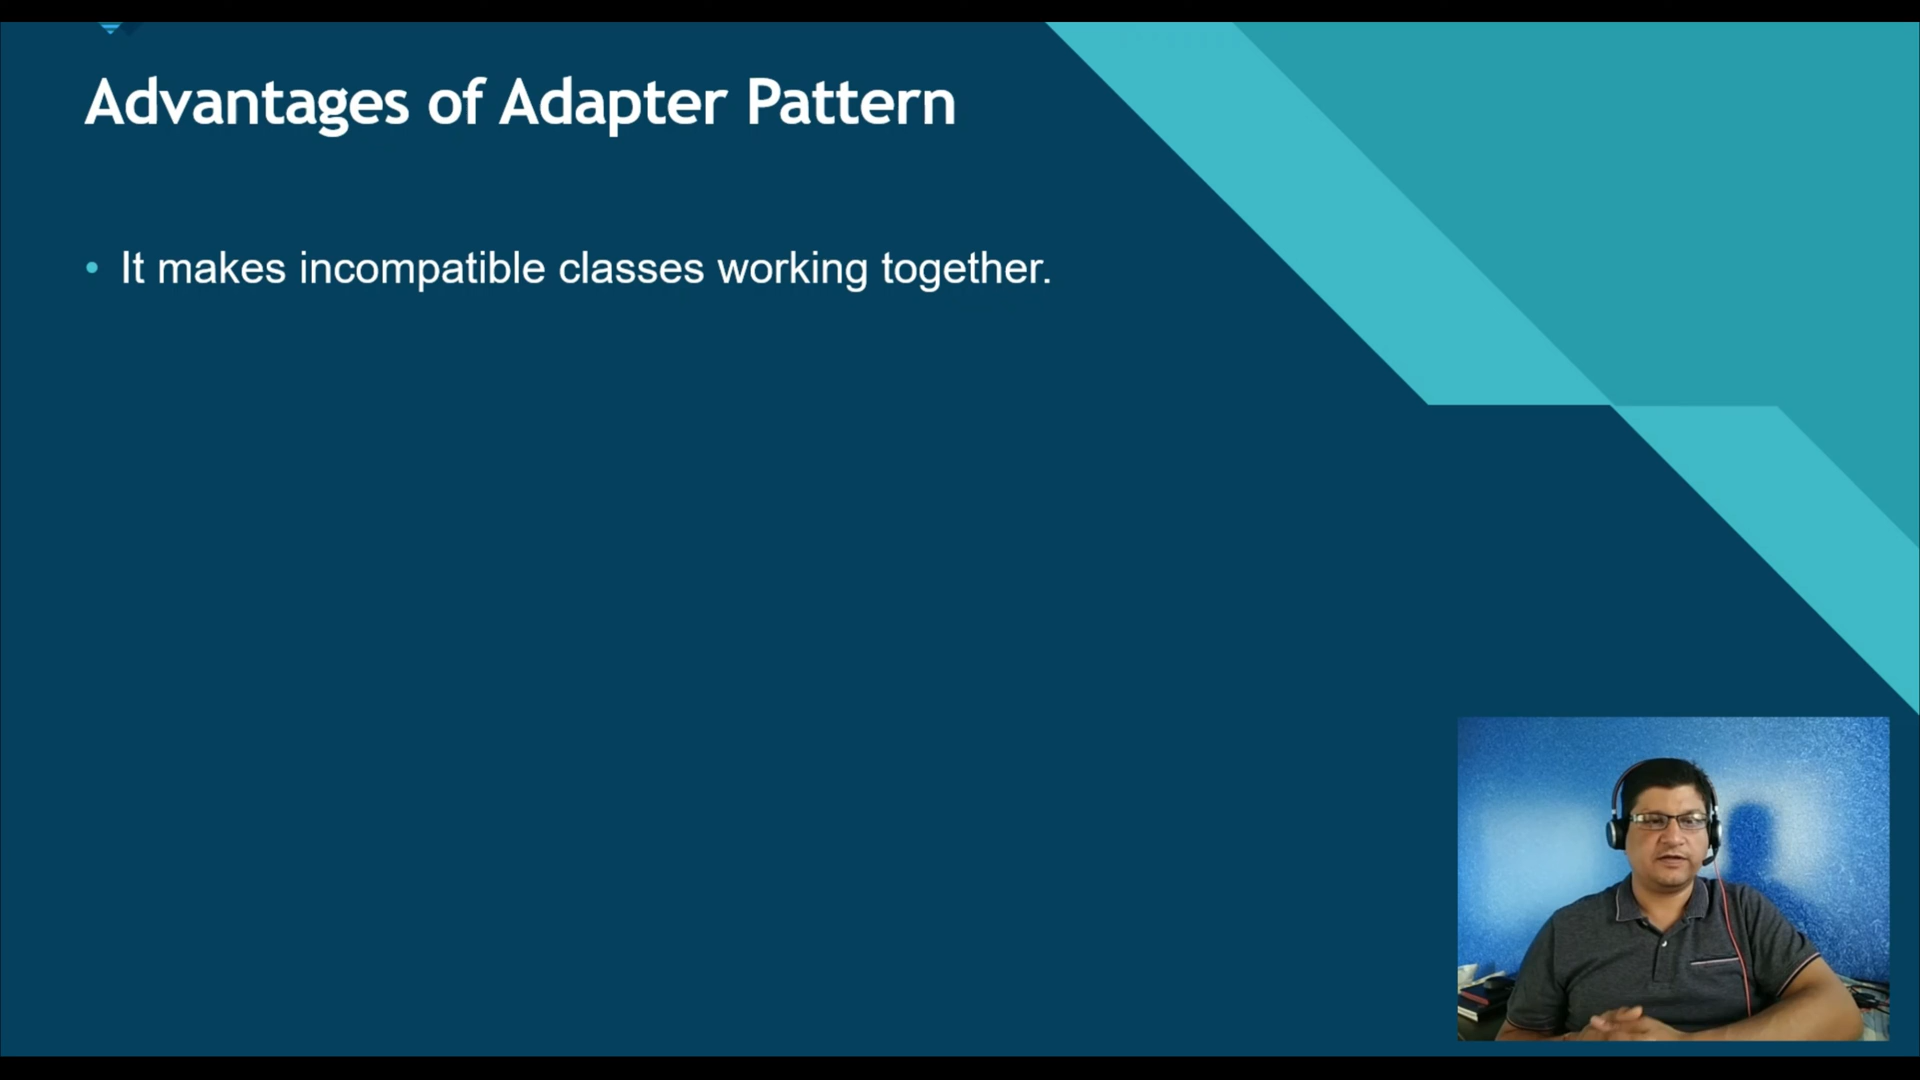 Advantages of Adapter Pattern
• It makes incompatible classes working together.